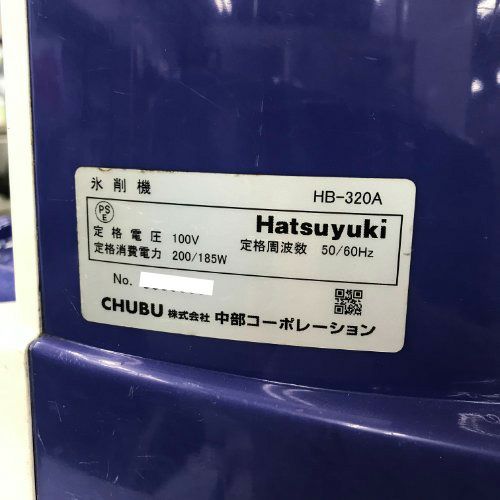 氷削機 HB-320A
PS
E
Hatsuyuki
定格電圧 100V 定格周波数 50/60Hz
定格消費電力 200/185W
No.
CHUBU 株式会社 中部コーポレーション